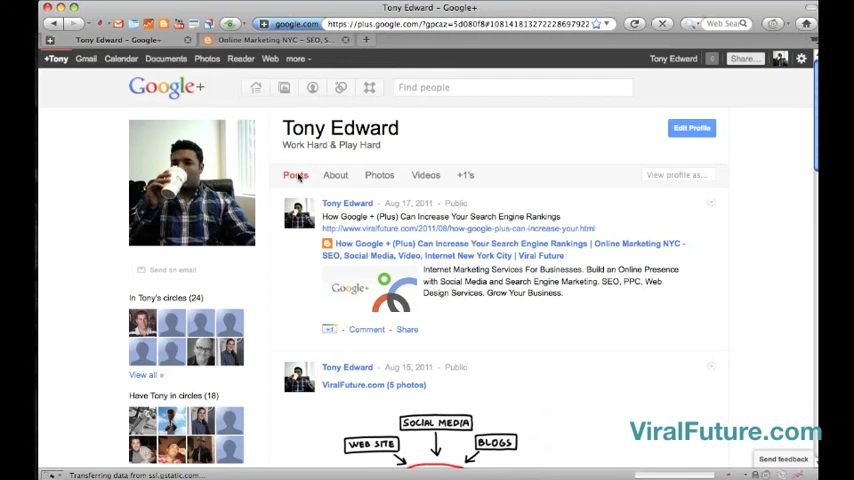 Tony Edward - Google+
google.com
https://plus.google.com/?gpcaz=5d080f8#108141813272228697922
Web Sear
Tony Edward - Google+
Online Marketing NYC - SEO, S...
+Tony Gmail Calendar Documents Photos Reader Web more
Tony Edward 0 Share...
Google+
Find people
Tony Edward
Work Hard & Play Hard
Edit Profile
Posts About Photos Videos +1's
View profile as...
Tony Edward - Aug 17, 2011 - Public
How Google + (Plus) Can Increase Your Search Engine Rankings
http://www.viralfuture.com/2011/08/how-google-plus-can-increase-your.html
How Google + (Plus) Can Increase Your Search Engine Rankings | Online Marketing NYC -
SEO, Social Media, Video, Internet New York City | Viral Future
Google+
Internet Marketing Services For Businesses. Build an Online Presence
with Social Media and Search Engine Marketing. SEO, PPC, Web
Design Services. Grow Your Business.
+1 - Comment - Share
Send an email
In Tony's circles (24)
View all »
Have Tony in circles (18)
Tony Edward - Aug 15, 2011 - Public
ViralFuture.com (5 photos)
SOCIAL MEDIA
WEB SITE
BLOGS
ViralFuture.com
Send feedback
Transferring data from ssl.gstatic.com...